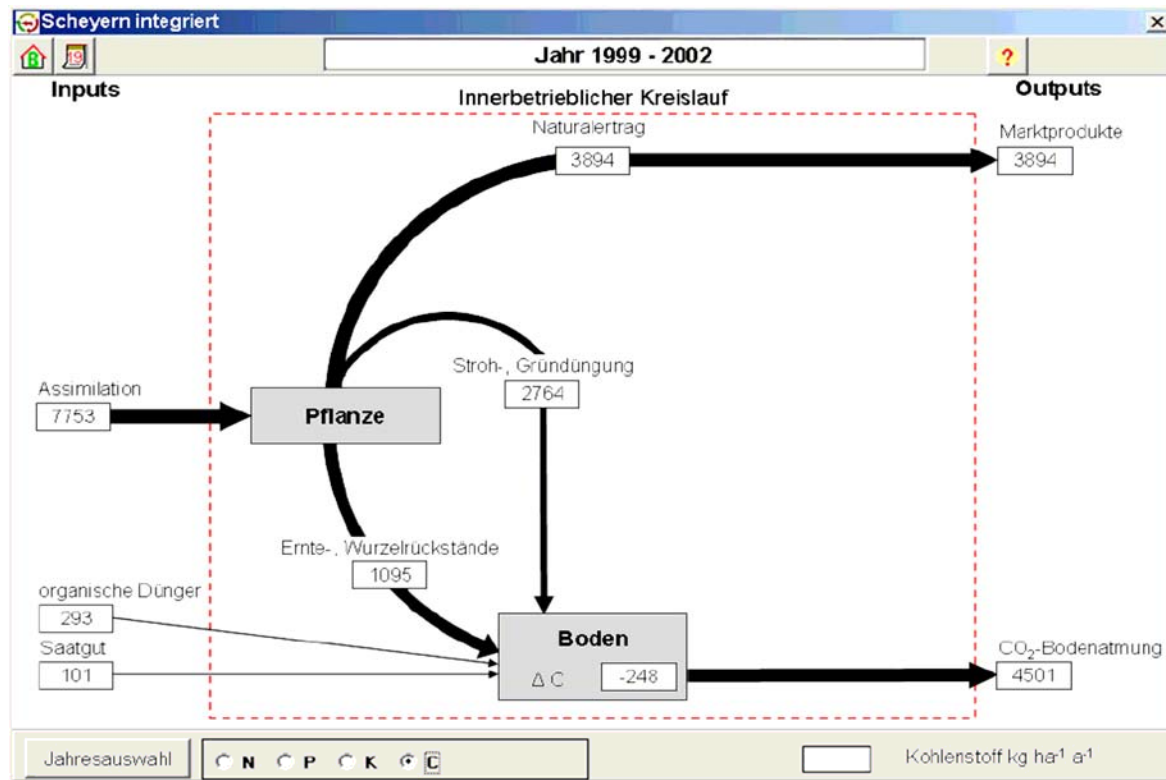 Scheyern integriert
19
Jahr 1999 - 2002
?
Inputs
Innerbetrieblicher Kreislauf
Outputs
Naturalertrag
3894
Marktprodukte
3894
Stroh-, Gründüngung
2764
Assimilation
7753
Pflanze
Ernte-, Wurzelrückstände
1095
organische Dünger
293
Saatgut
101
Boden
Δ C -248
CO₂-Bodenatmung
4501
Jahresauswahl
N P K C
Kohlenstoff kg ha⁻¹ a⁻¹